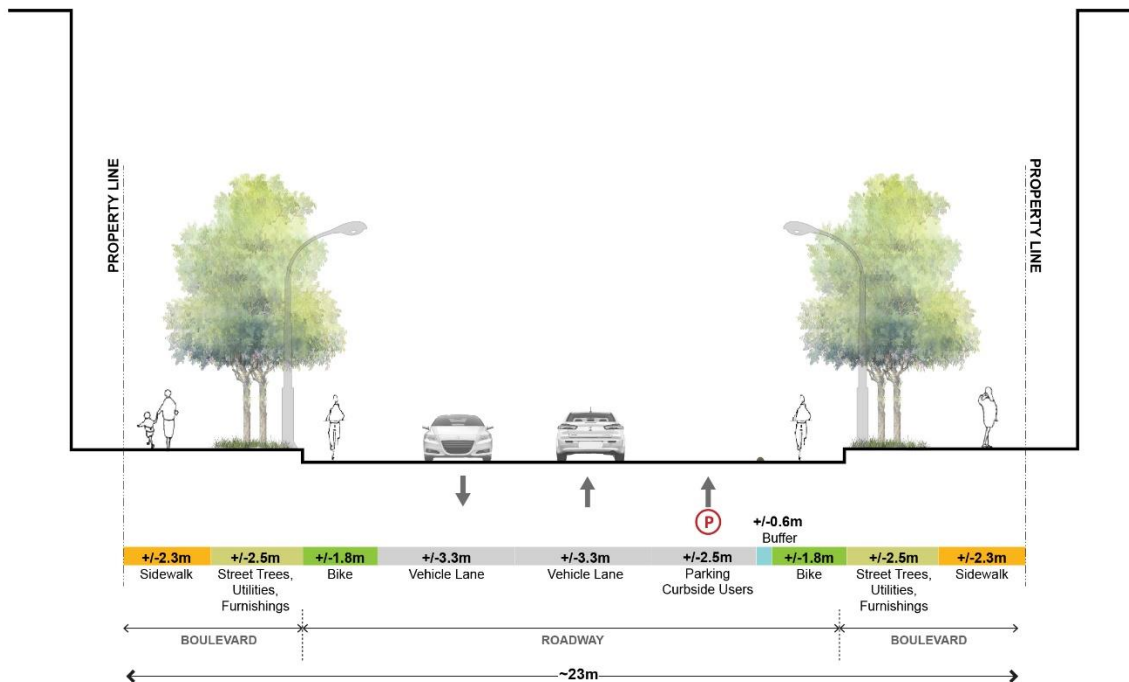 PROPERTY LINE
PROPERTY LINE
P
+/-0.6m
Buffer
+/-2.3m
Sidewalk
+/-2.5m
Street Trees,
Utilities,
Furnishings
+/-1.8m
Bike
+/-3.3m
Vehicle Lane
+/-3.3m
Vehicle Lane
+/-2.5m
Parking
Curbside Users
+/-1.8m
Bike
+/-2.5m
Street Trees,
Utilities,
Furnishings
+/-2.3m
Sidewalk
BOULEVARD
ROADWAY
BOULEVARD
~23m